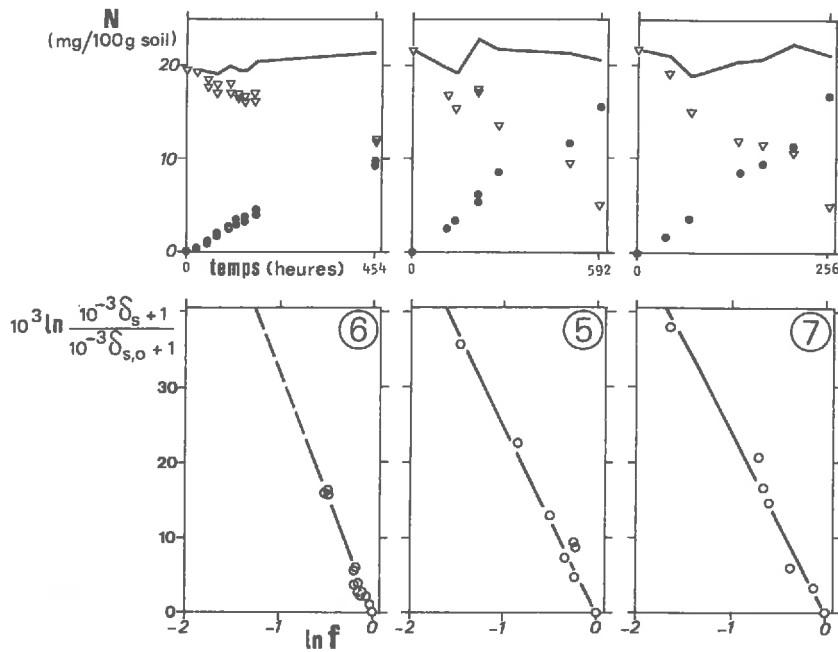 N
(mg/100g soil)
20
10
0
0 temps (heures) 454
0 592
0 256
10³ ln (10⁻³δs + 1) / (10⁻³δs,o + 1)
6 5 7
30
20
10
0
-2 -1 0
-2 -1 0
-2 -1 0
ln f